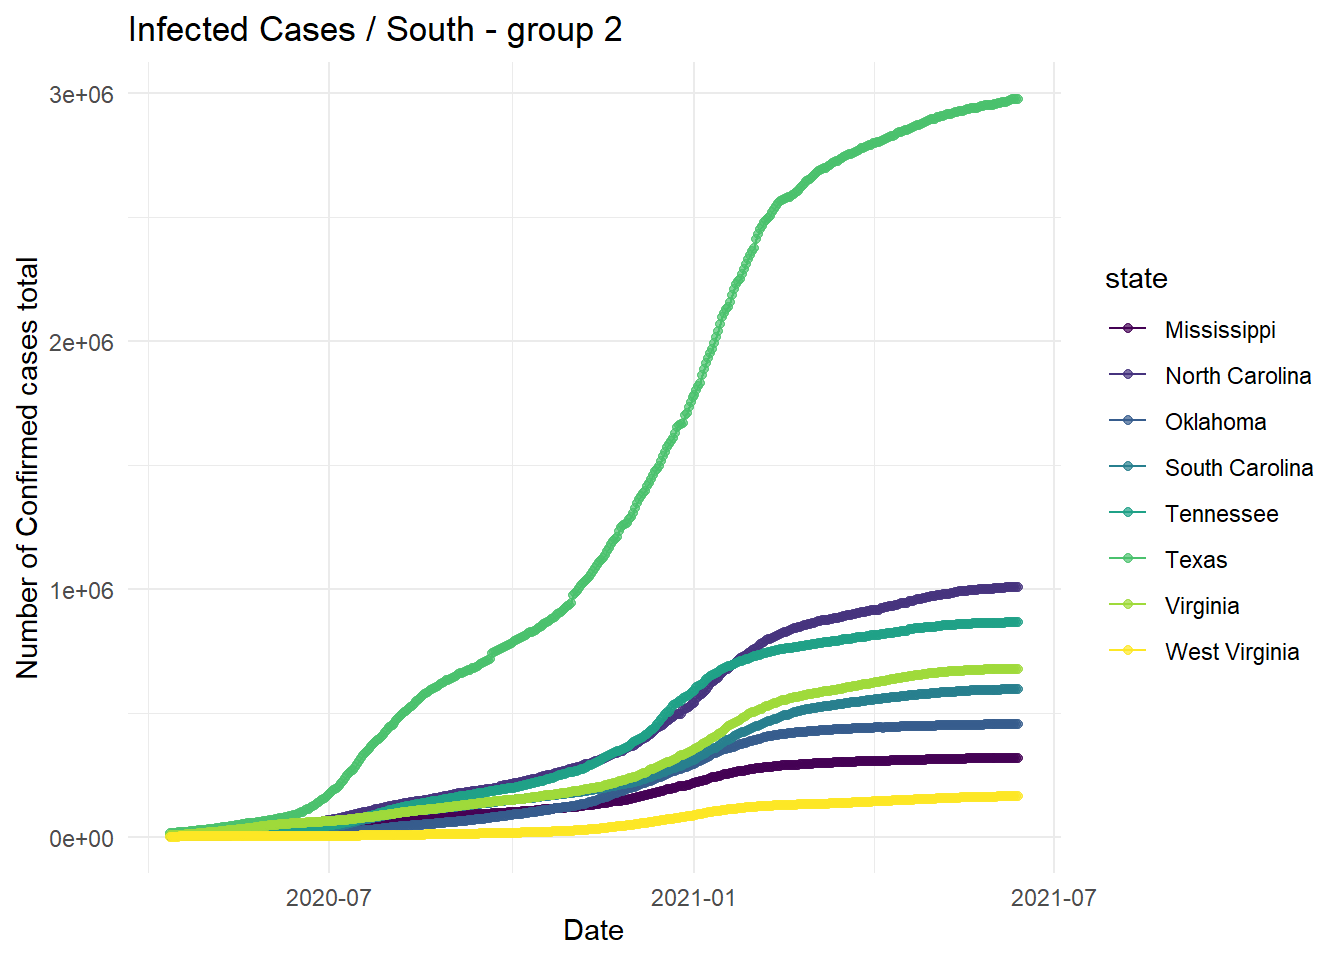 Infected Cases / South - group 2
Number of Confirmed cases total
3e+06
2e+06
1e+06
0e+00
2020-07
2021-01
2021-07
Date
state
Mississippi
North Carolina
Oklahoma
South Carolina
Tennessee
Texas
Virginia
West Virginia